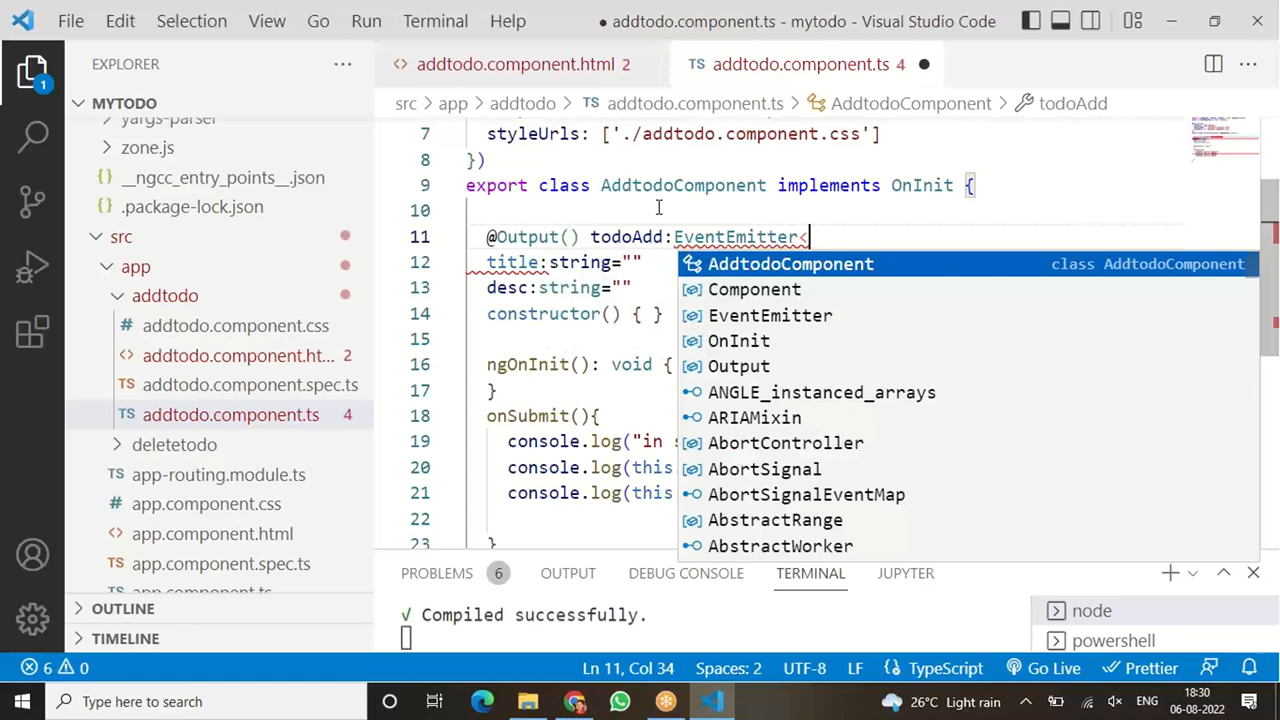 File Edit Selection View Go Run Terminal Help
● addtodo.component.ts - mytodo - Visual Studio Code
EXPLORER
addtodo.component.html 2
TS addtodo.component.ts 4
MYTODO
src > app > addtodo > TS addtodo.component.ts > AddtodoComponent > todoAdd
yargs-parser
zone.js
{} __ngcc_entry_points__.json
{} .package-lock.json
src
app
addtodo
# addtodo.component.css
<> addtodo.component.ht... 2
TS addtodo.component.spec.ts
TS addtodo.component.ts 4
deletetodo
TS app-routing.module.ts
# app.component.css
<> app.component.html
TS app.component.spec.ts
OUTLINE
TIMELINE
7 styleUrls: ['./addtodo.component.css']
8 })
9 export class AddtodoComponent implements OnInit {
10
11 @Output() todoAdd:EventEmitter<
12 title:string=""
13 desc:string=""
14 constructor() { }
15
16 ngOnInit(): void {
17 }
18 onSubmit(){
19 console.log("in s
20 console.log(this
21 console.log(this
22
23 }
AddtodoComponent class AddtodoComponent
Component
EventEmitter
OnInit
Output
ANGLE_instanced_arrays
ARIAMixin
AbortController
AbortSignal
AbortSignalEventMap
AbstractRange
AbstractWorker
PROBLEMS 6 OUTPUT DEBUG CONSOLE TERMINAL JUPYTER
√ Compiled successfully.
node
powershell
6 0 Ln 11, Col 34 Spaces: 2 UTF-8 LF {} TypeScript Go Live Prettier
Type here to search
26°C Light rain
ENG
18:30
06-08-2022
1